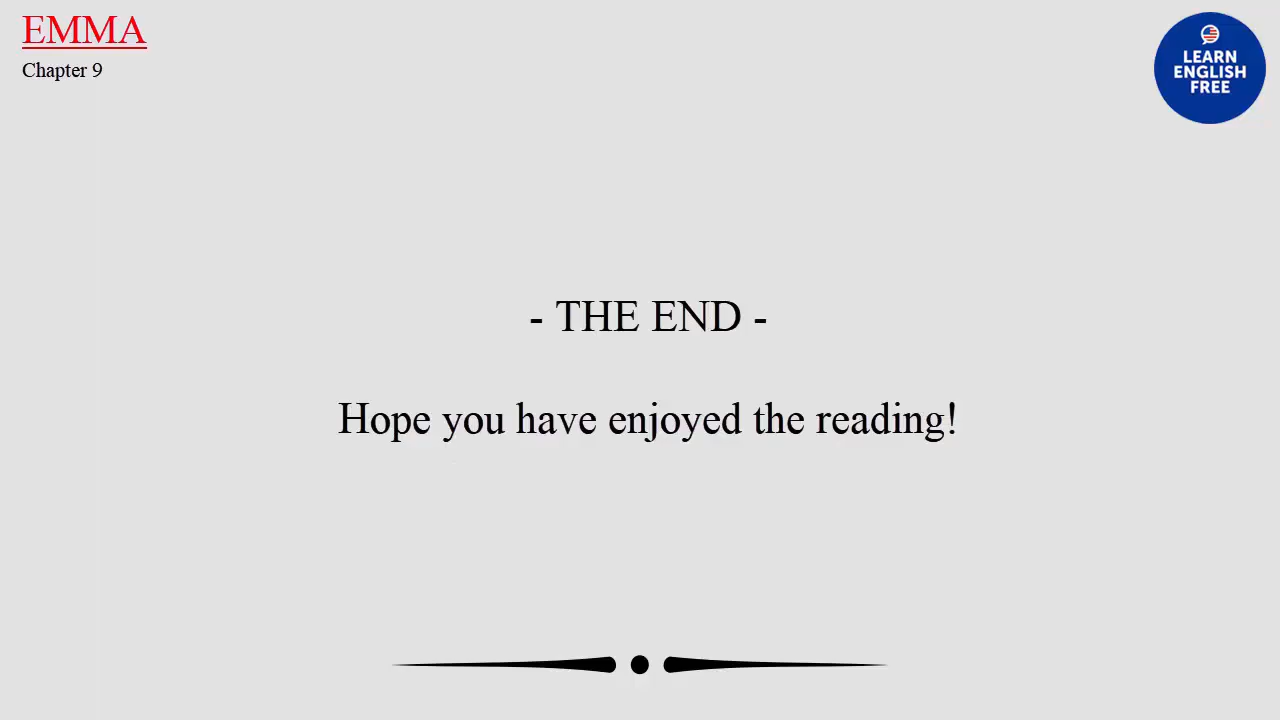 EMMA
Chapter 9
LEARN
ENGLISH
FREE
- THE END -
Hope you have enjoyed the reading!